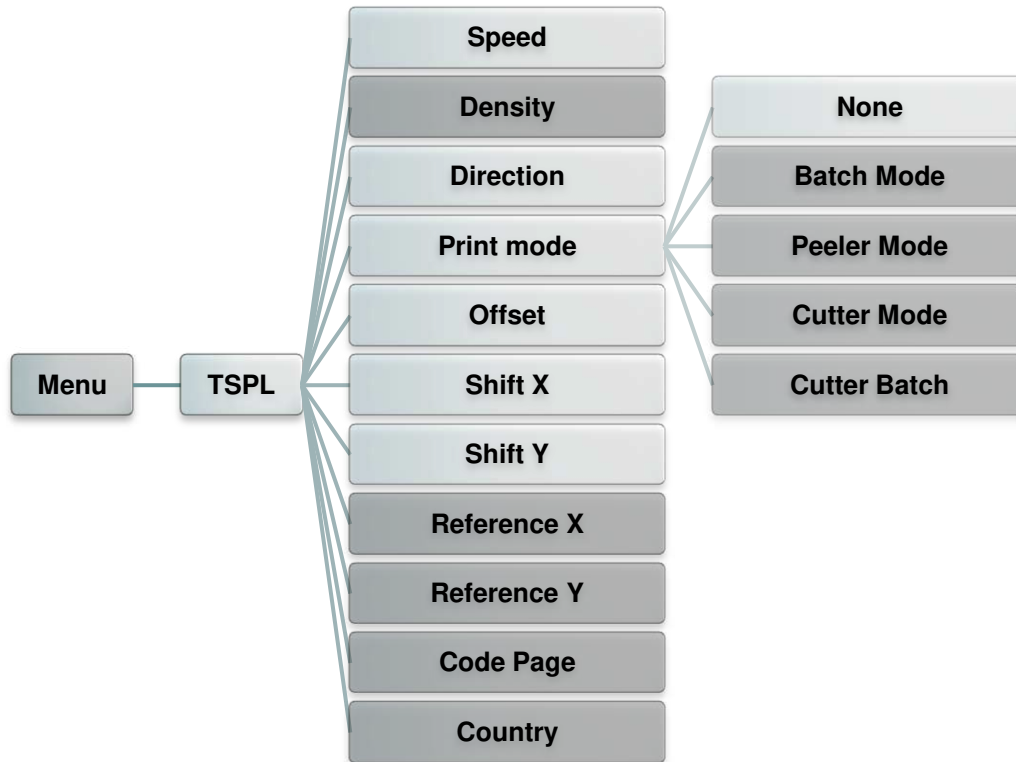 Menu
TSPL
Speed
Density
Direction
Print mode
Offset
Shift X
Shift Y
Reference X
Reference Y
Code Page
Country
None
Batch Mode
Peeler Mode
Cutter Mode
Cutter Batch